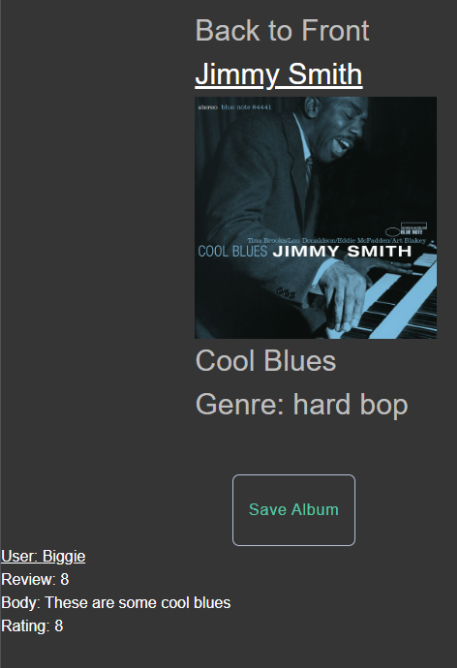 Back to Front
Jimmy Smith
stereo blue note 84441
BLUE NOTE
Tina Brooks/Lou Donaldson/Eddie McFadden/Art Blakey
COOL BLUES JIMMY SMITH
Cool Blues
Genre: hard bop
Save Album
User: Biggie
Review: 8
Body: These are some cool blues
Rating: 8